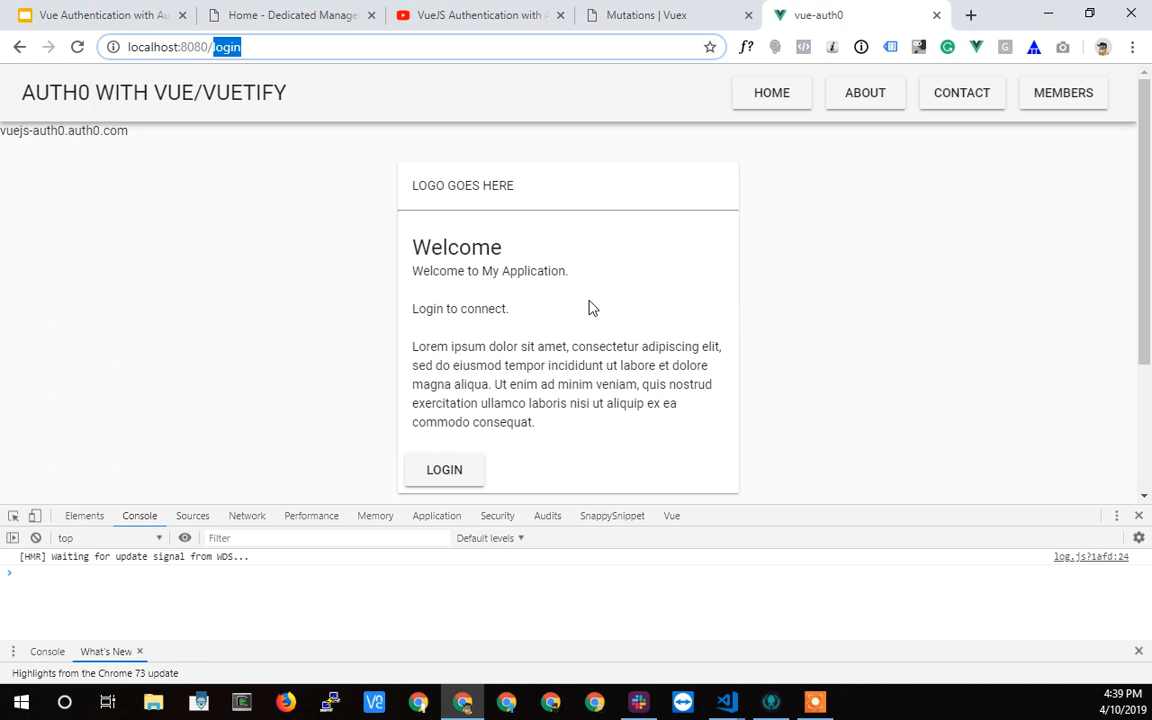 Vue Authentication with Au
Home - Dedicated Manage
VueJS Authentication with A
Mutations | Vuex
vue-auth0
localhost:8080/login
f?
AUTH0 WITH VUE/VUETIFY
HOME
ABOUT
CONTACT
MEMBERS
vuejs-auth0.auth0.com
LOGO GOES HERE
Welcome
Welcome to My Application.
Login to connect.
Lorem ipsum dolor sit amet, consectetur adipiscing elit,
sed do eiusmod tempor incididunt ut labore et dolore
magna aliqua. Ut enim ad minim veniam, quis nostrud
exercitation ullamco laboris nisi ut aliquip ex ea
commodo consequat.
LOGIN
Elements
Console
Sources
Network
Performance
Memory
Application
Security
Audits
SnappySnippet
Vue
top
Filter
Default levels
[HMR] Waiting for update signal from WDS...
log.js?1afd:24
Console
What's New
Highlights from the Chrome 73 update
4:39 PM
4/10/2019